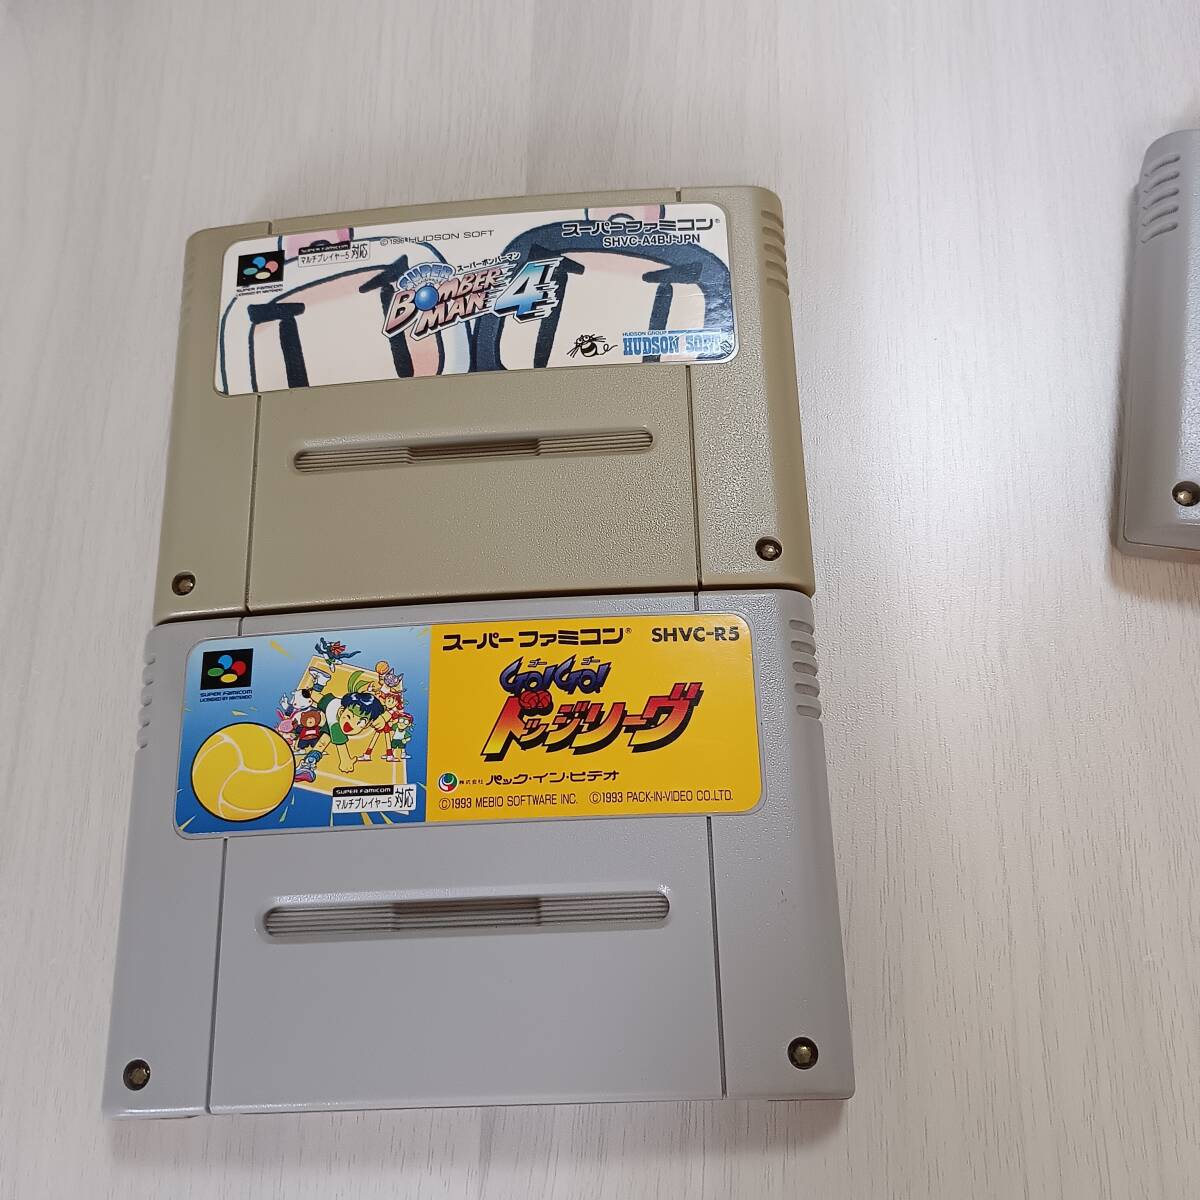 ©1996 HUDSON SOFT
スーパーファミコン®
SHVC-A4BJ-JPN
SUPER FAMICOM
マルチプレイヤー5対応
SUPER FAMICOM
LICENSED BY NINTENDO
スーパーボンバーマン
SUPER
BOMBER
MAN 4
HUDSON GROUP
HUDSON SOFT
スーパーファミコン® SHVC-R5
SUPER FAMICOM
LICENSED BY NINTENDO
ゴー ゴー
GO!GO!
ドッジリーグ
株式会社 パック・イン・ビデオ
SUPER FAMICOM
マルチプレイヤー5対応
©1993 MEBIO SOFTWARE INC. ©1993 PACK-IN-VIDEO CO.LTD.